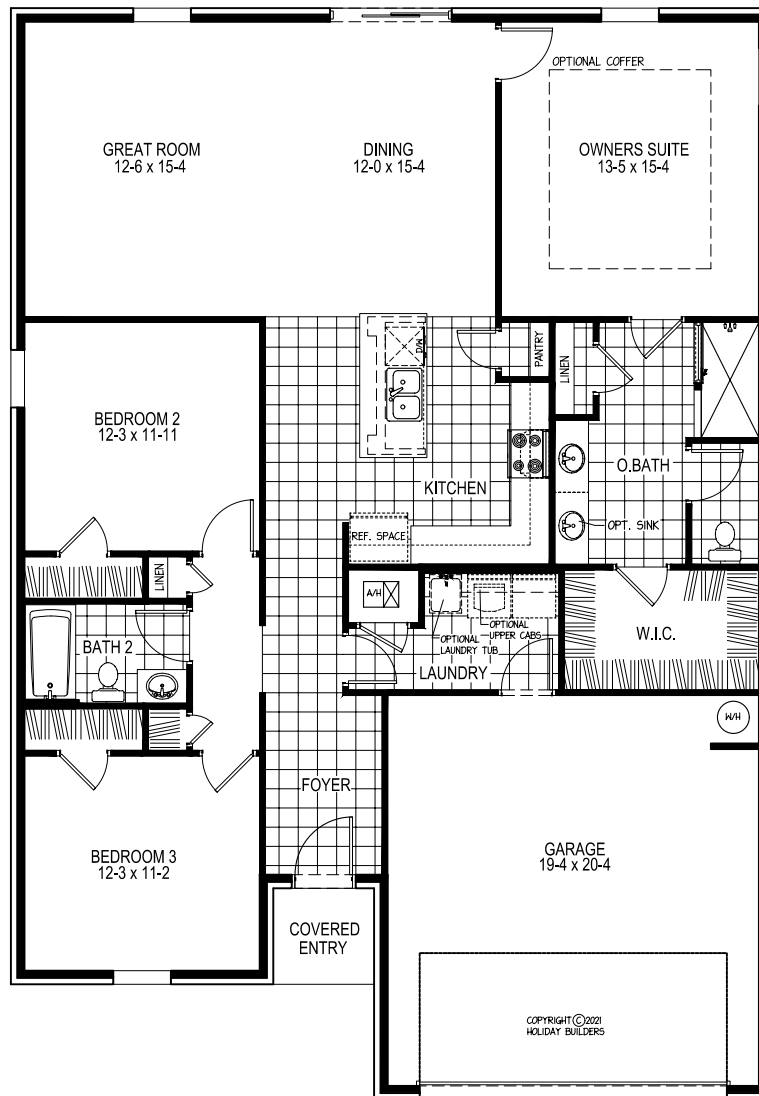 OPTIONAL COFFER
GREAT ROOM
12-6 x 15-4
DINING
12-0 x 15-4
OWNERS SUITE
13-5 x 15-4
D/W
PANTRY
LINEN
BEDROOM 2
12-3 x 11-11
KITCHEN
O.BATH
OPT. SINK
REF. SPACE
LINEN
A/H
OPTIONAL
UPPER CABS
OPTIONAL
LAUNDRY TUB
W.I.C.
BATH 2
LAUNDRY
W/H
FOYER
BEDROOM 3
12-3 x 11-2
GARAGE
19-4 x 20-4
COVERED
ENTRY
COPYRIGHT © 2021
HOLIDAY BUILDERS